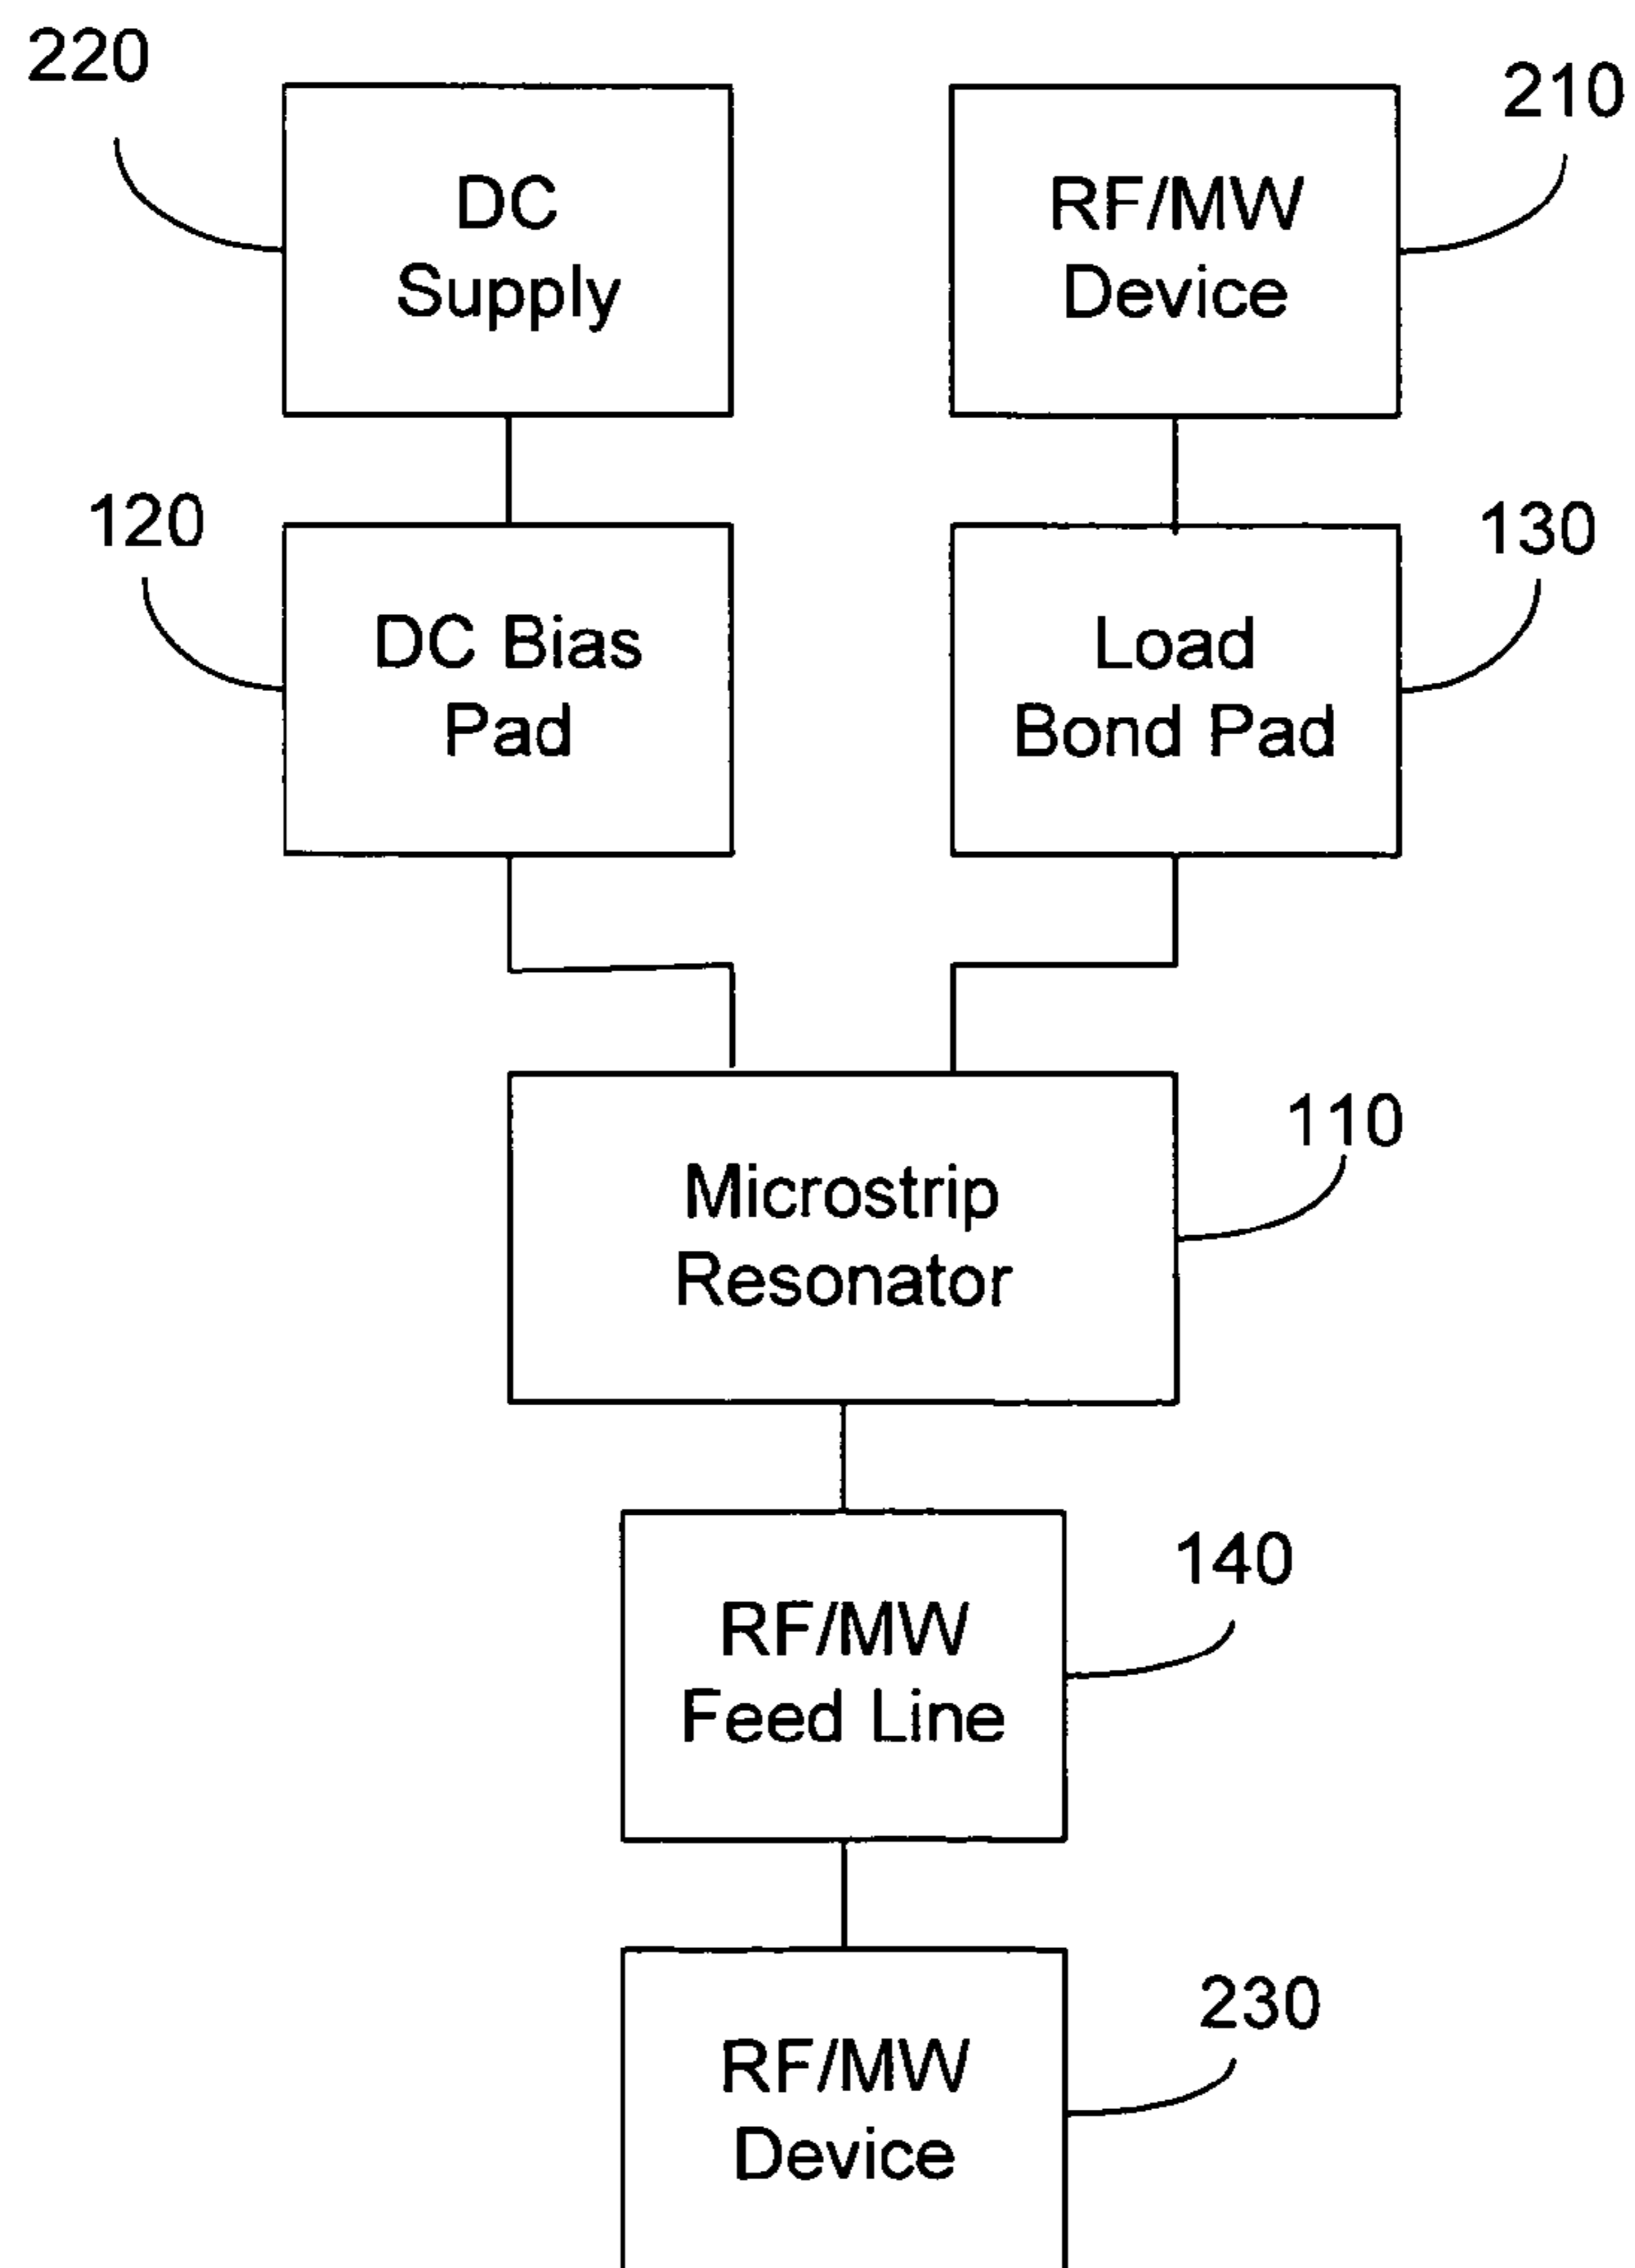 220
210
DC
Supply
RF/MW
Device
120
130
DC Bias
Pad
Load
Bond Pad
110
Microstrip
Resonator
140
RF/MW
Feed Line
230
RF/MW
Device